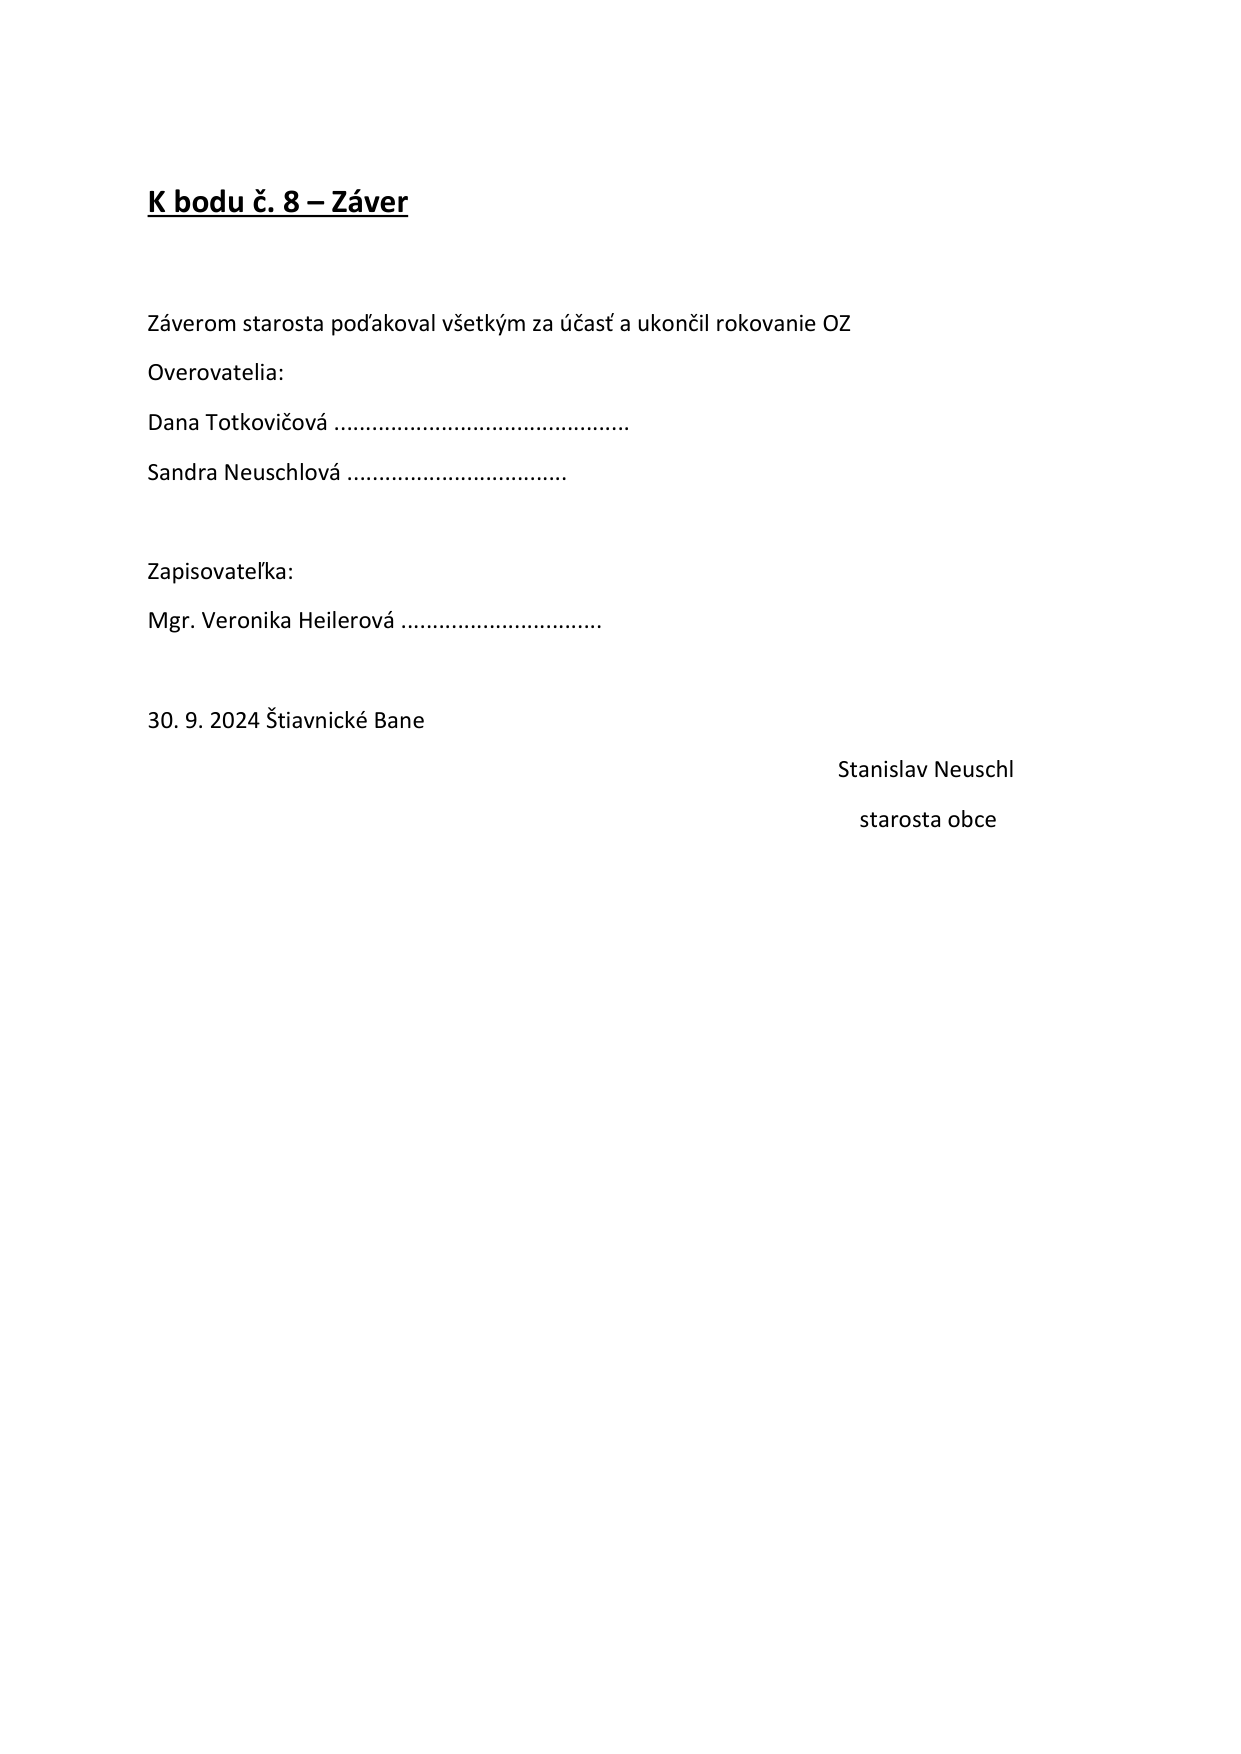 K bodu č. 8 – Záver
Záverom starosta poďakoval všetkým za účasť a ukončil rokovanie OZ
Overovatelia:
Dana Totkovičová ...............................................
Sandra Neuschlová ...................................
Zapisovateľka:
Mgr. Veronika Heilerová ................................
30. 9. 2024 Štiavnické Bane
Stanislav Neuschl
starosta obce